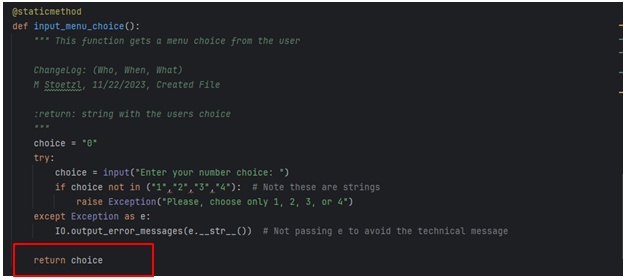 @staticmethod
def input_menu_choice():
""" This function gets a menu choice from the user
ChangeLog: (Who, When, What)
M Stoetzl, 11/22/2023, Created File
:return: string with the users choice
"""
choice = "0"
try:
choice = input("Enter your number choice: ")
if choice not in ("1","2","3","4"):  # Note these are strings
raise Exception("Please, choose only 1, 2, 3, or 4")
except Exception as e:
IO.output_error_messages(e.__str__())  # Not passing e to avoid the technical message
return choice